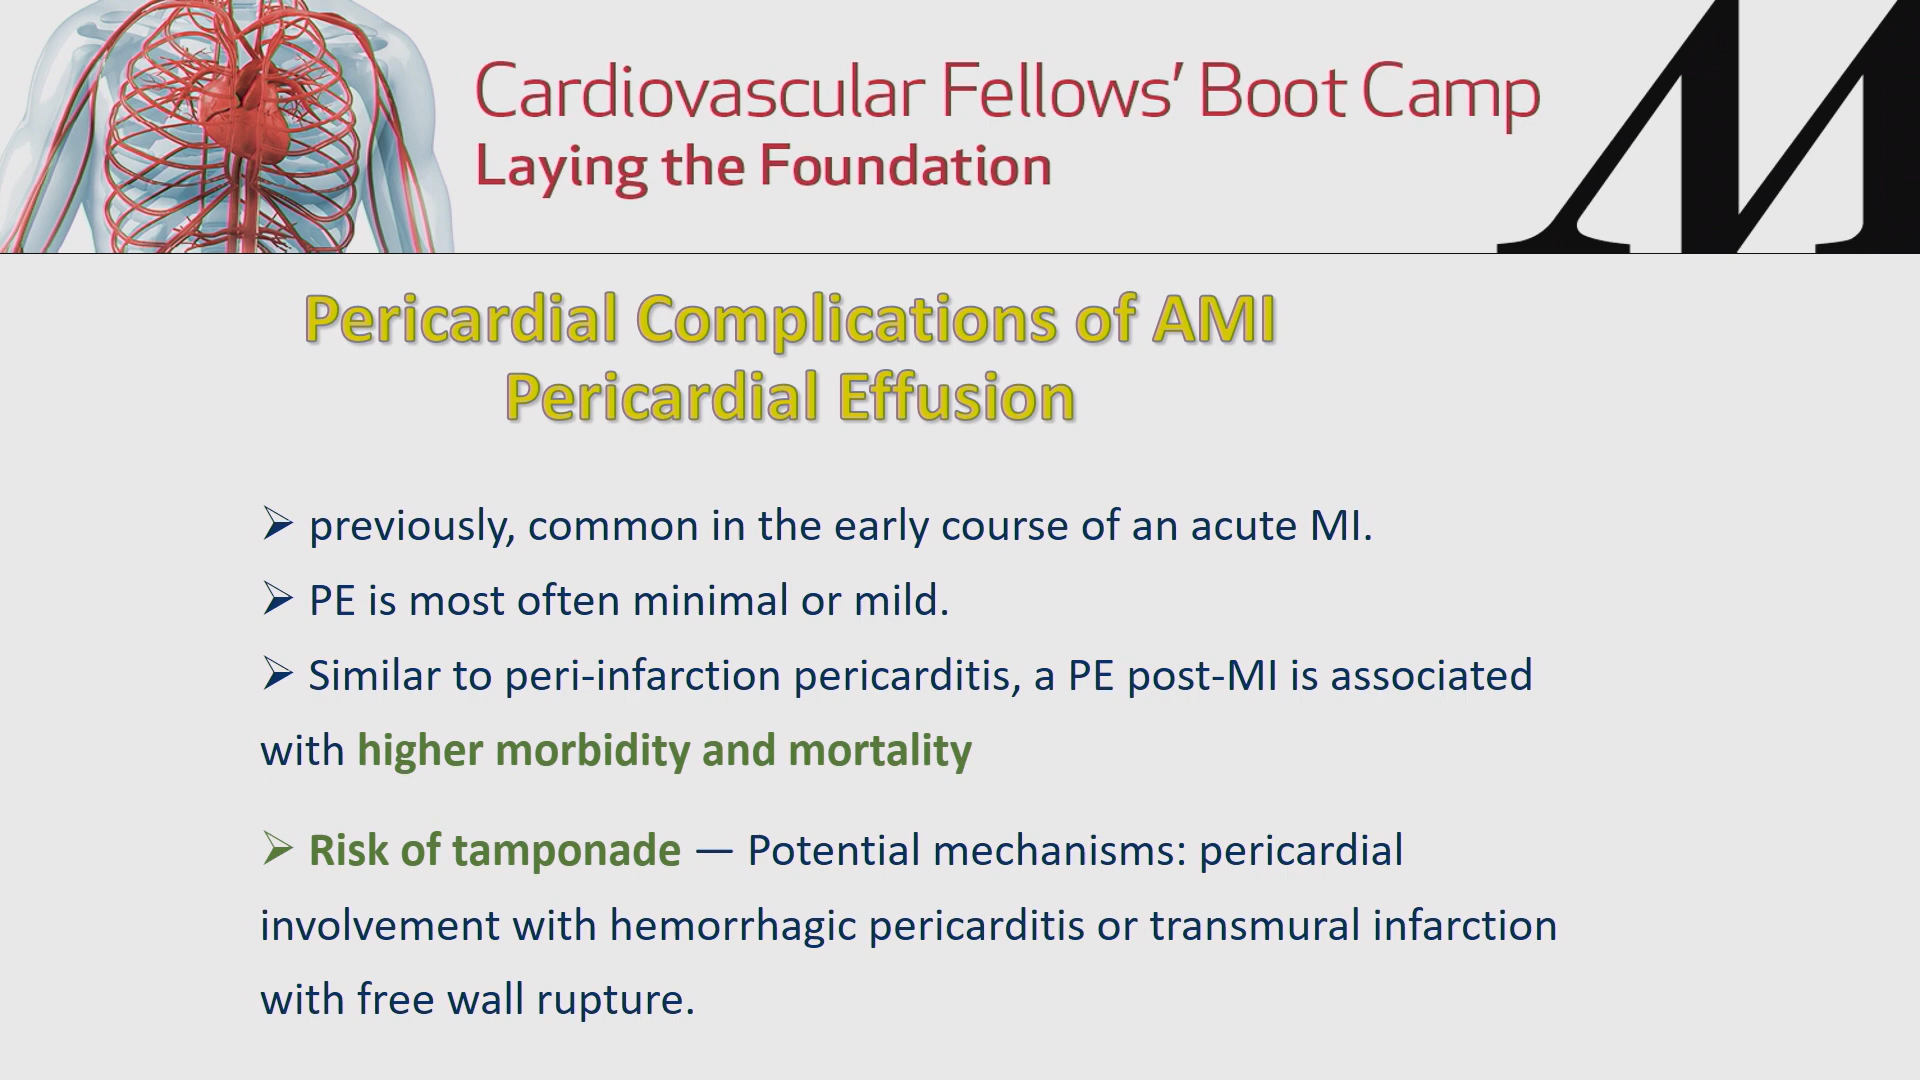 Cardiovascular Fellows' Boot Camp
Laying the Foundation
M
Pericardial Complications of AMI
Pericardial Effusion
➢ previously, common in the early course of an acute MI.
➢ PE is most often minimal or mild.
➢ Similar to peri-infarction pericarditis, a PE post-MI is associated
with higher morbidity and mortality
➢ Risk of tamponade — Potential mechanisms: pericardial
involvement with hemorrhagic pericarditis or transmural infarction
with free wall rupture.